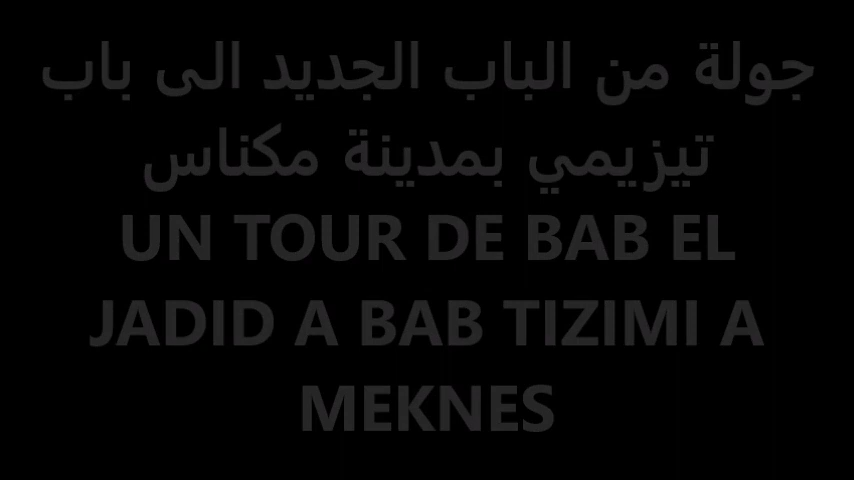 جولة من الباب الجديد الى باب
تيزيمي بمدينة مكناس
UN TOUR DE BAB EL
JADID A BAB TIZIMI A
MEKNES